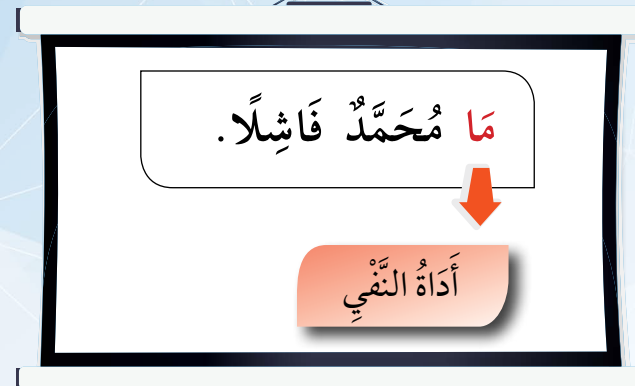 مَا مُحَمَّدٌ فَاشِلًا.
أَدَاةُ النَّفْيِ